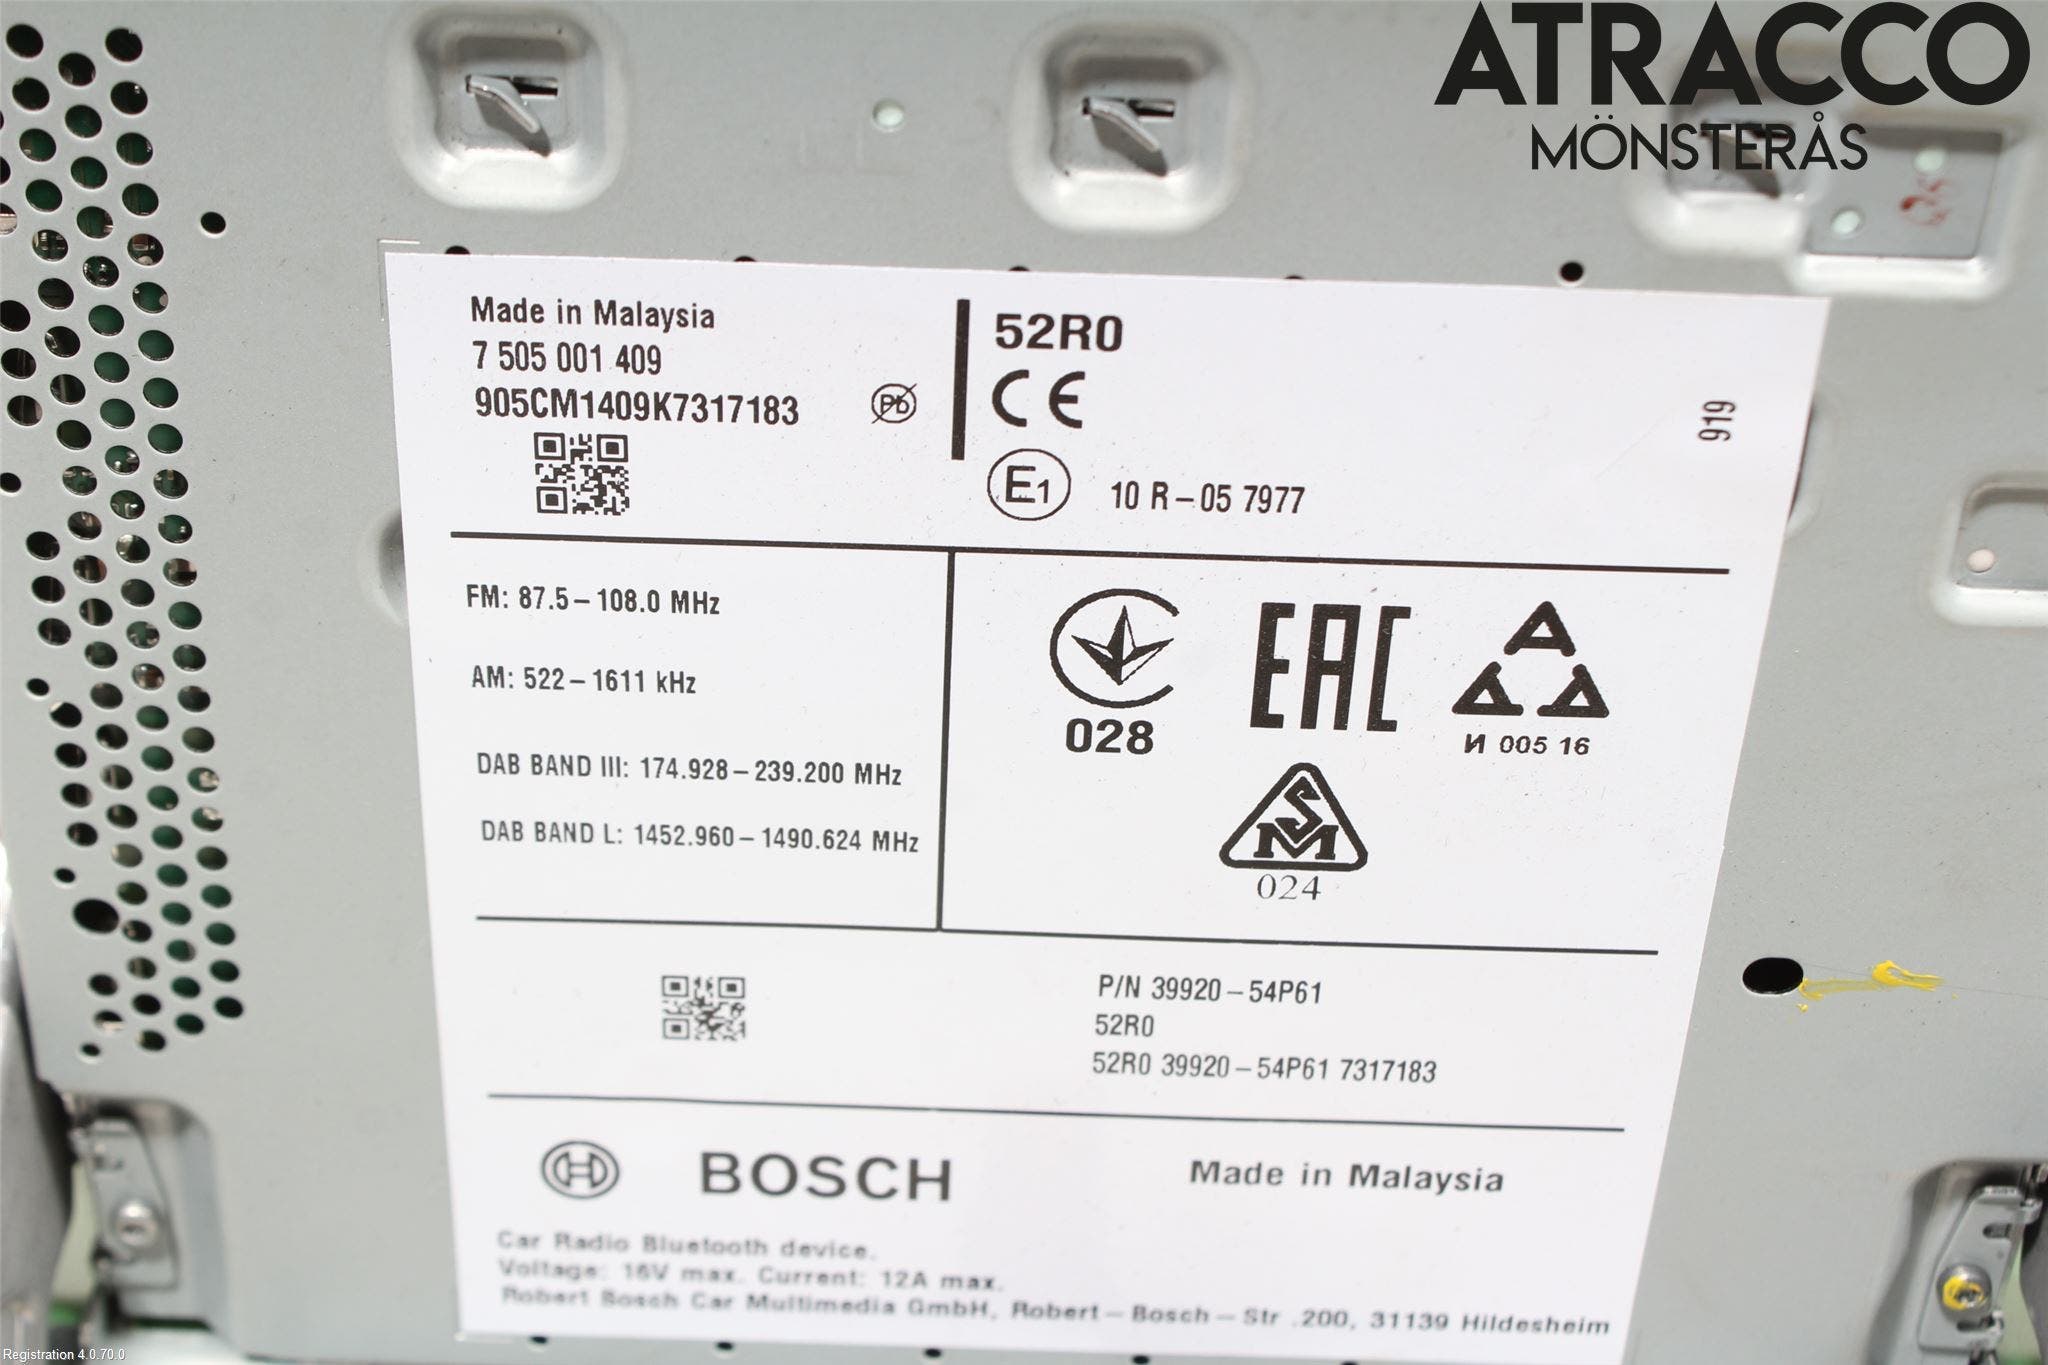 ATRACCO
MÖNSTERÅS
Made in Malaysia
7 505 001 409
905CM1409K7317183
Pb
52R0
CE
E1
10 R-05 7977
919
FM: 87.5-108.0 MHz
AM: 522-1611 kHz
DAB BAND III: 174.928-239.200 MHz
DAB BAND L: 1452.960-1490.624 MHz
028
EAC
И 005 16
SM
024
P/N 39920-54P61
52R0
52R0 39920-54P61 7317183
BOSCH
Made in Malaysia
Car Radio Bluetooth device.
Voltage: 16V max. Current: 12A max.
Robert Bosch Car Multimedia GmbH, Robert-Bosch-Str .200, 31139 Hildesheim
Registration 4.0.70.0